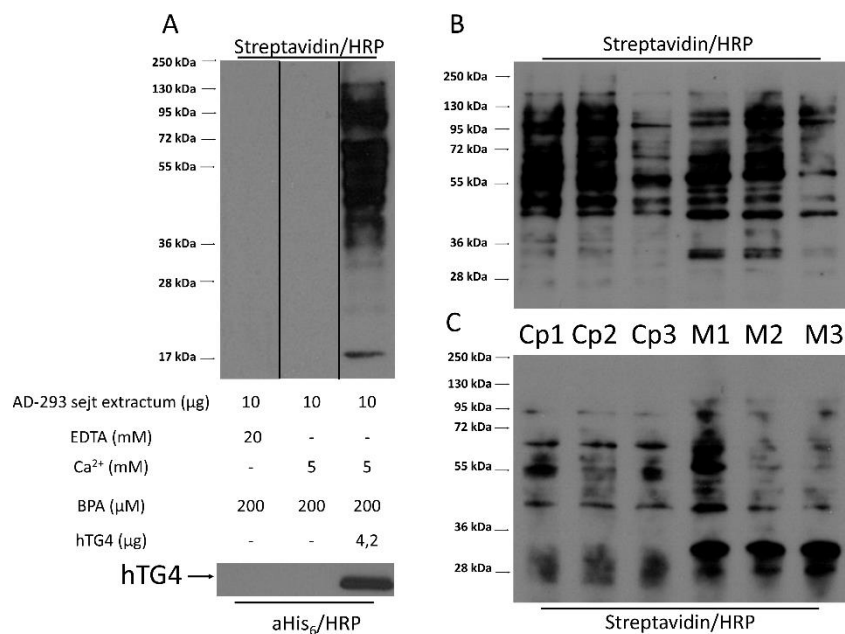 A
Streptavidin/HRP
250 kDa
130 kDa
95 kDa
72 kDa
55 kDa
36 kDa
28 kDa
17 kDa
AD-293 sejt extractum (µg) 10 10 10
EDTA (mM) 20 - -
Ca²⁺ (mM) - 5 5
BPA (µM) 200 200 200
hTG4 (µg) - - 4,2
hTG4
aHis₆/HRP
B
Streptavidin/HRP
250 kDa
130 kDa
95 kDa
72 kDa
55 kDa
36 kDa
28 kDa
C
Cp1 Cp2 Cp3 M1 M2 M3
250 kDa
130 kDa
95 kDa
72 kDa
55 kDa
36 kDa
28 kDa
Streptavidin/HRP